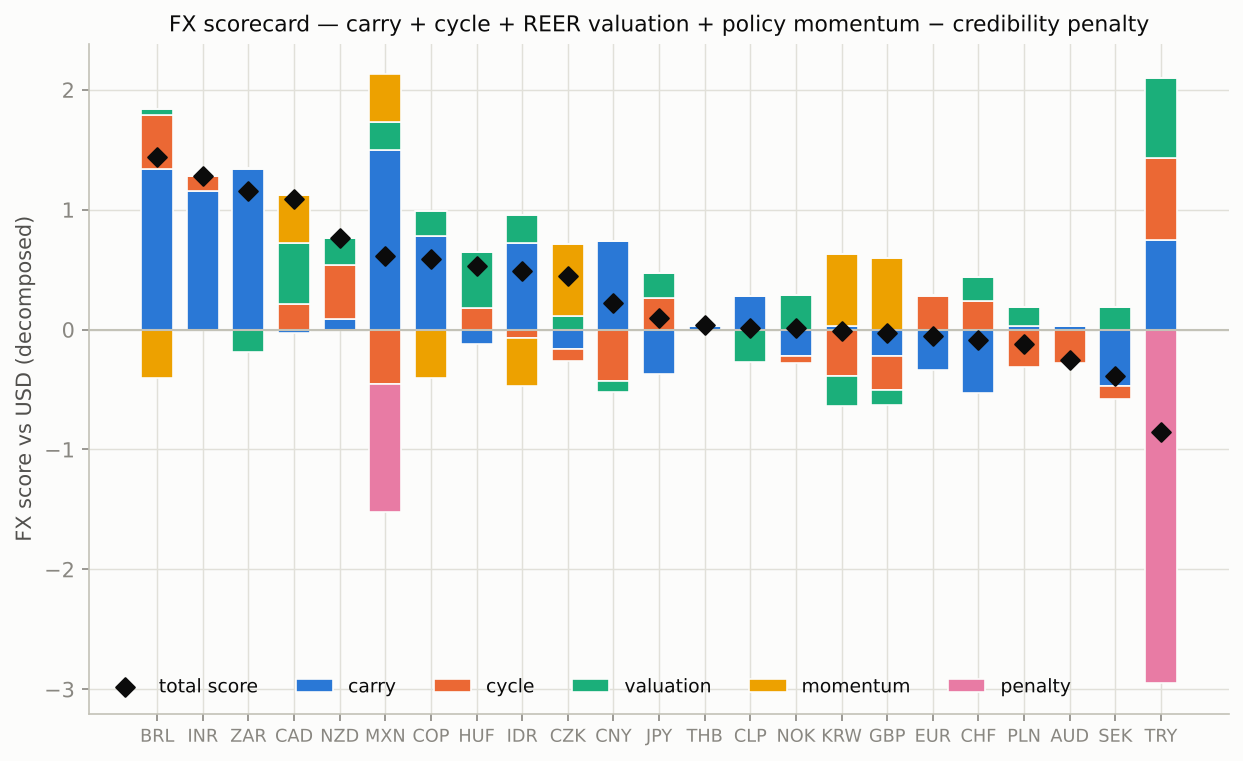 FX scorecard — carry + cycle + REER valuation + policy momentum − credibility penalty
FX score vs USD (decomposed)
2
1
0
−1
−2
−3
total score carry cycle valuation momentum penalty
BRL INR ZAR CAD NZD MXN COP HUF IDR CZK CNY JPY THB CLP NOK KRW GBP EUR CHF PLN AUD SEK TRY